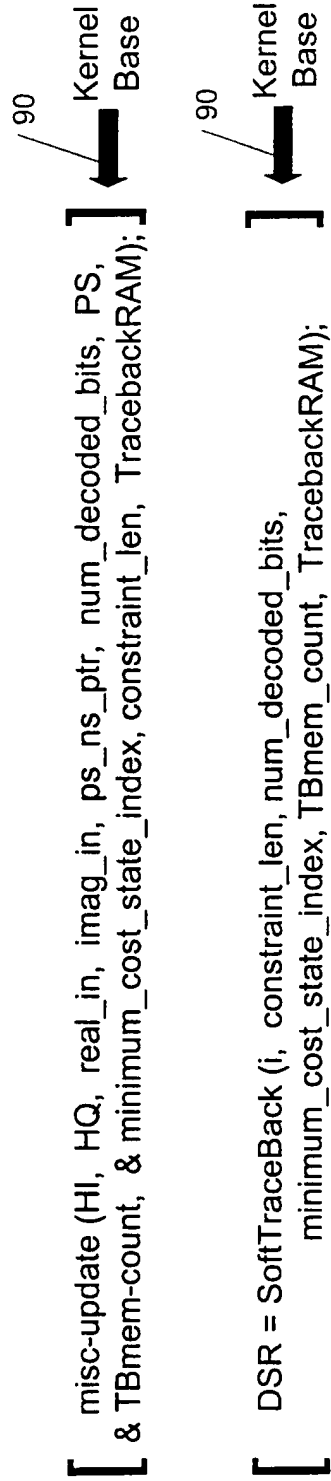 misc-update (HI, HQ, real_in, imag_in, ps_ns_ptr, num_decoded_bits, PS,
& TBmem-count, & minimum_cost_state_index, constraint_len, TracebackRAM);
90
Kernel
Base
DSR = SoftTraceBack (i, constraint_len, num_decoded_bits,
minimum_cost_state_index, TBmem_count, TracebackRAM);
90
Kernel
Base